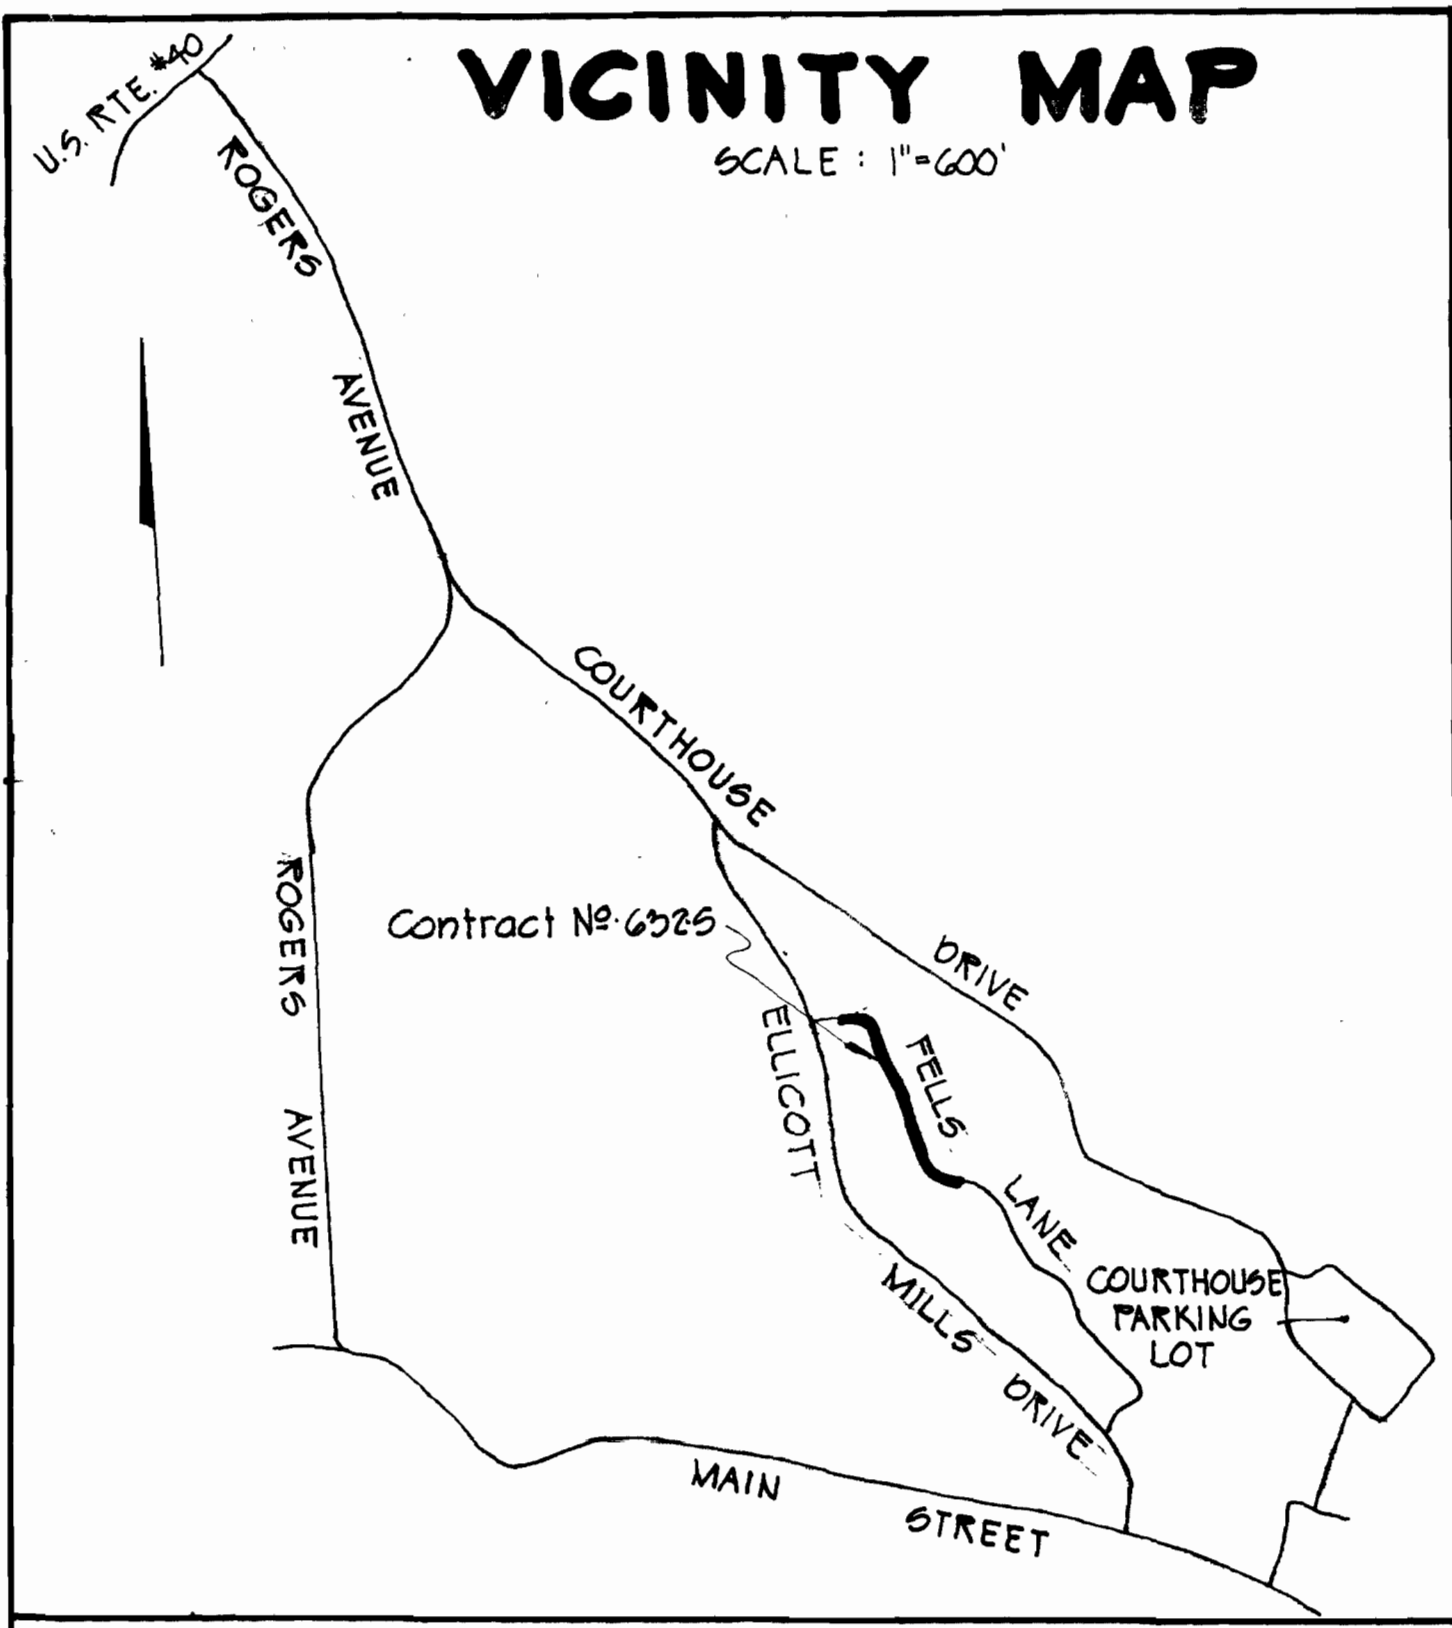 VICINITY MAP
SCALE : 1"=600'
U.S. RTE. #40
ROGERS
AVENUE
COURTHOUSE
DRIVE
Contract No. 6325
ROGERS
AVENUE
ELLICOTT
MILLS
DRIVE
FELLS
LANE
COURTHOUSE
PARKING
LOT
MAIN
STREET